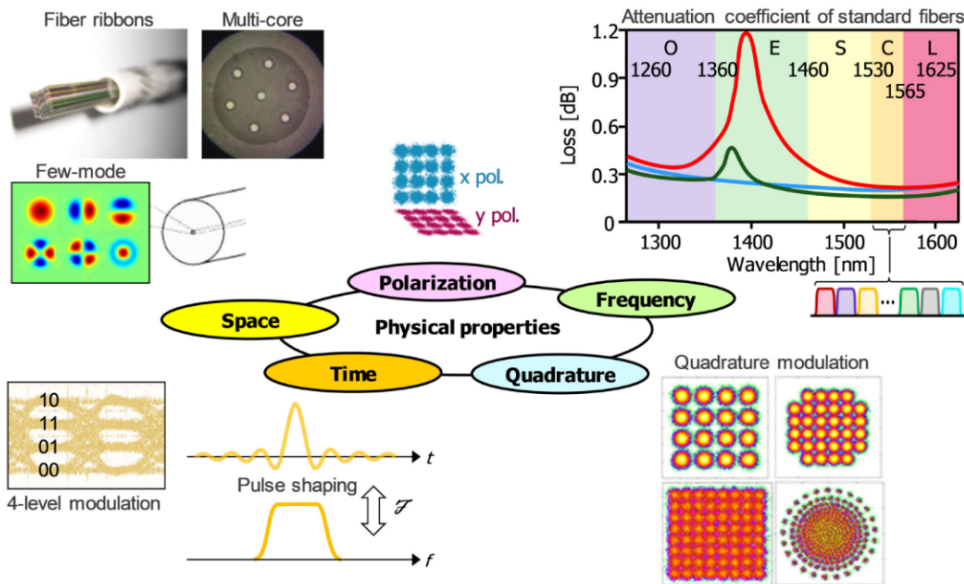 Fiber ribbons
Multi-core
Attenuation coefficient of standard fibers
1.2
0.9
0.6
0.3
0
Loss [dB]
O E S C L
1260 1360 1460 1530 1625
1565
1300 1400 1500 1600
Wavelength [nm]
Few-mode
x pol.
y pol.
Polarization
Frequency
Space
Physical properties
Time
Quadrature
Quadrature modulation
10
11
01
00
4-level modulation
t
Pulse shaping
ℱ
f